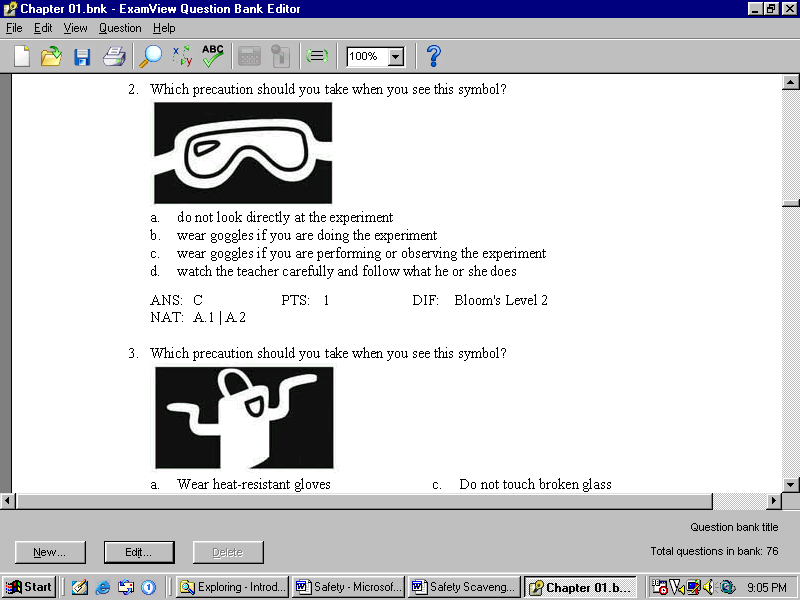 Chapter 01.bnk - ExamView Question Bank Editor
File Edit View Question Help
ABC 100% ?
2. Which precaution should you take when you see this symbol?
a. do not look directly at the experiment
b. wear goggles if you are doing the experiment
c. wear goggles if you are performing or observing the experiment
d. watch the teacher carefully and follow what he or she does
ANS: C PTS: 1 DIF: Bloom's Level 2
NAT: A.1 | A.2
3. Which precaution should you take when you see this symbol?
a. Wear heat-resistant gloves c. Do not touch broken glass
Question bank title
New... Edit... Delete Total questions in bank: 76
Start Exploring - Introd... Safety - Microsof... Safety Scaveng... Chapter 01.b... 9:05 PM